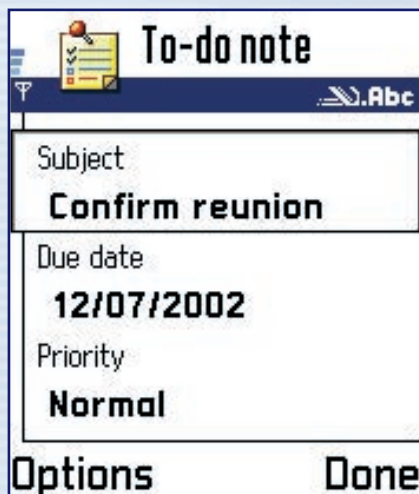 To-do note
.Abc
Subject
Confirm reunion
Due date
12/07/2002
Priority
Normal
Options Done